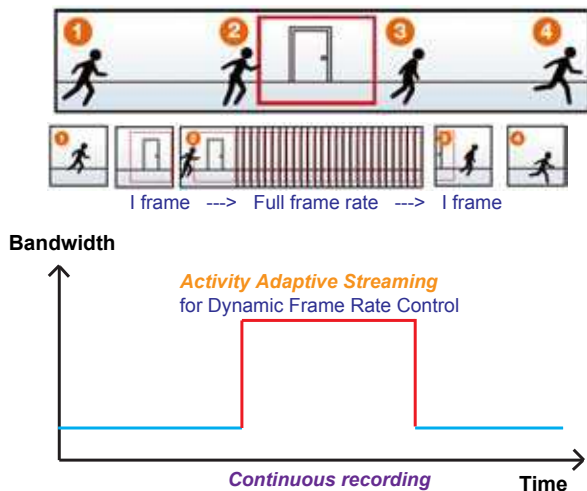 1 2 3 4
1 2 3 4
I frame ---> Full frame rate ---> I frame
Bandwidth
Activity Adaptive Streaming
for Dynamic Frame Rate Control
Continuous recording
Time